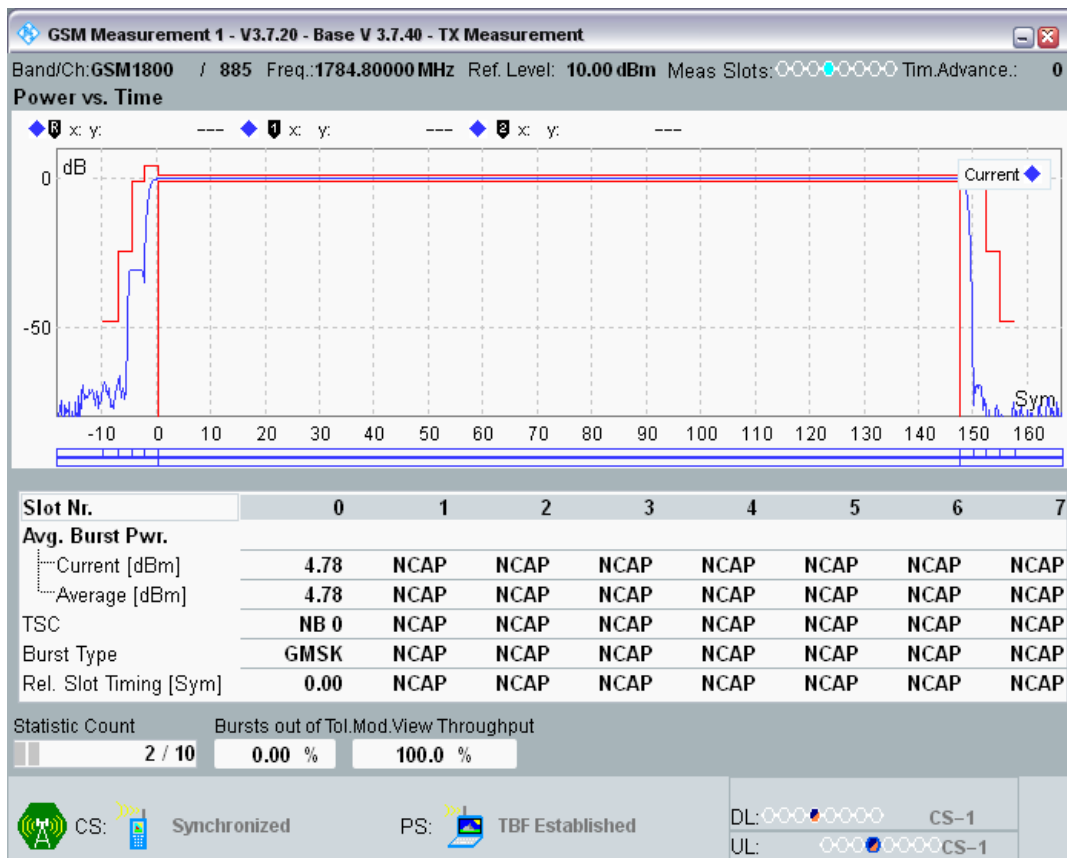 GSM Measurement 1 - V3.7.20 - Base V 3.7.40 - TX Measurement
Band/Ch:GSM1800 / 885 Freq.:1784.80000 MHz Ref. Level: 10.00 dBm Meas Slots: Tim.Advance.: 0
Power vs. Time
R x: y: --- 1 x: y: --- 2 x: y: ---
dB
0
Current
-50
Sym
-10 0 10 20 30 40 50 60 70 80 90 100 110 120 130 140 150 160
Slot Nr. 0 1 2 3 4 5 6 7
Avg. Burst Pwr.
Current [dBm] 4.78 NCAP NCAP NCAP NCAP NCAP NCAP NCAP
Average [dBm] 4.78 NCAP NCAP NCAP NCAP NCAP NCAP NCAP
TSC NB 0 NCAP NCAP NCAP NCAP NCAP NCAP NCAP
Burst Type GMSK NCAP NCAP NCAP NCAP NCAP NCAP NCAP
Rel. Slot Timing [Sym] 0.00 NCAP NCAP NCAP NCAP NCAP NCAP NCAP
Statistic Count Bursts out of Tol.Mod.View Throughput
2 / 10 0.00 % 100.0 %
CS: Synchronized PS: TBF Established
DL: CS-1
UL: CS-1